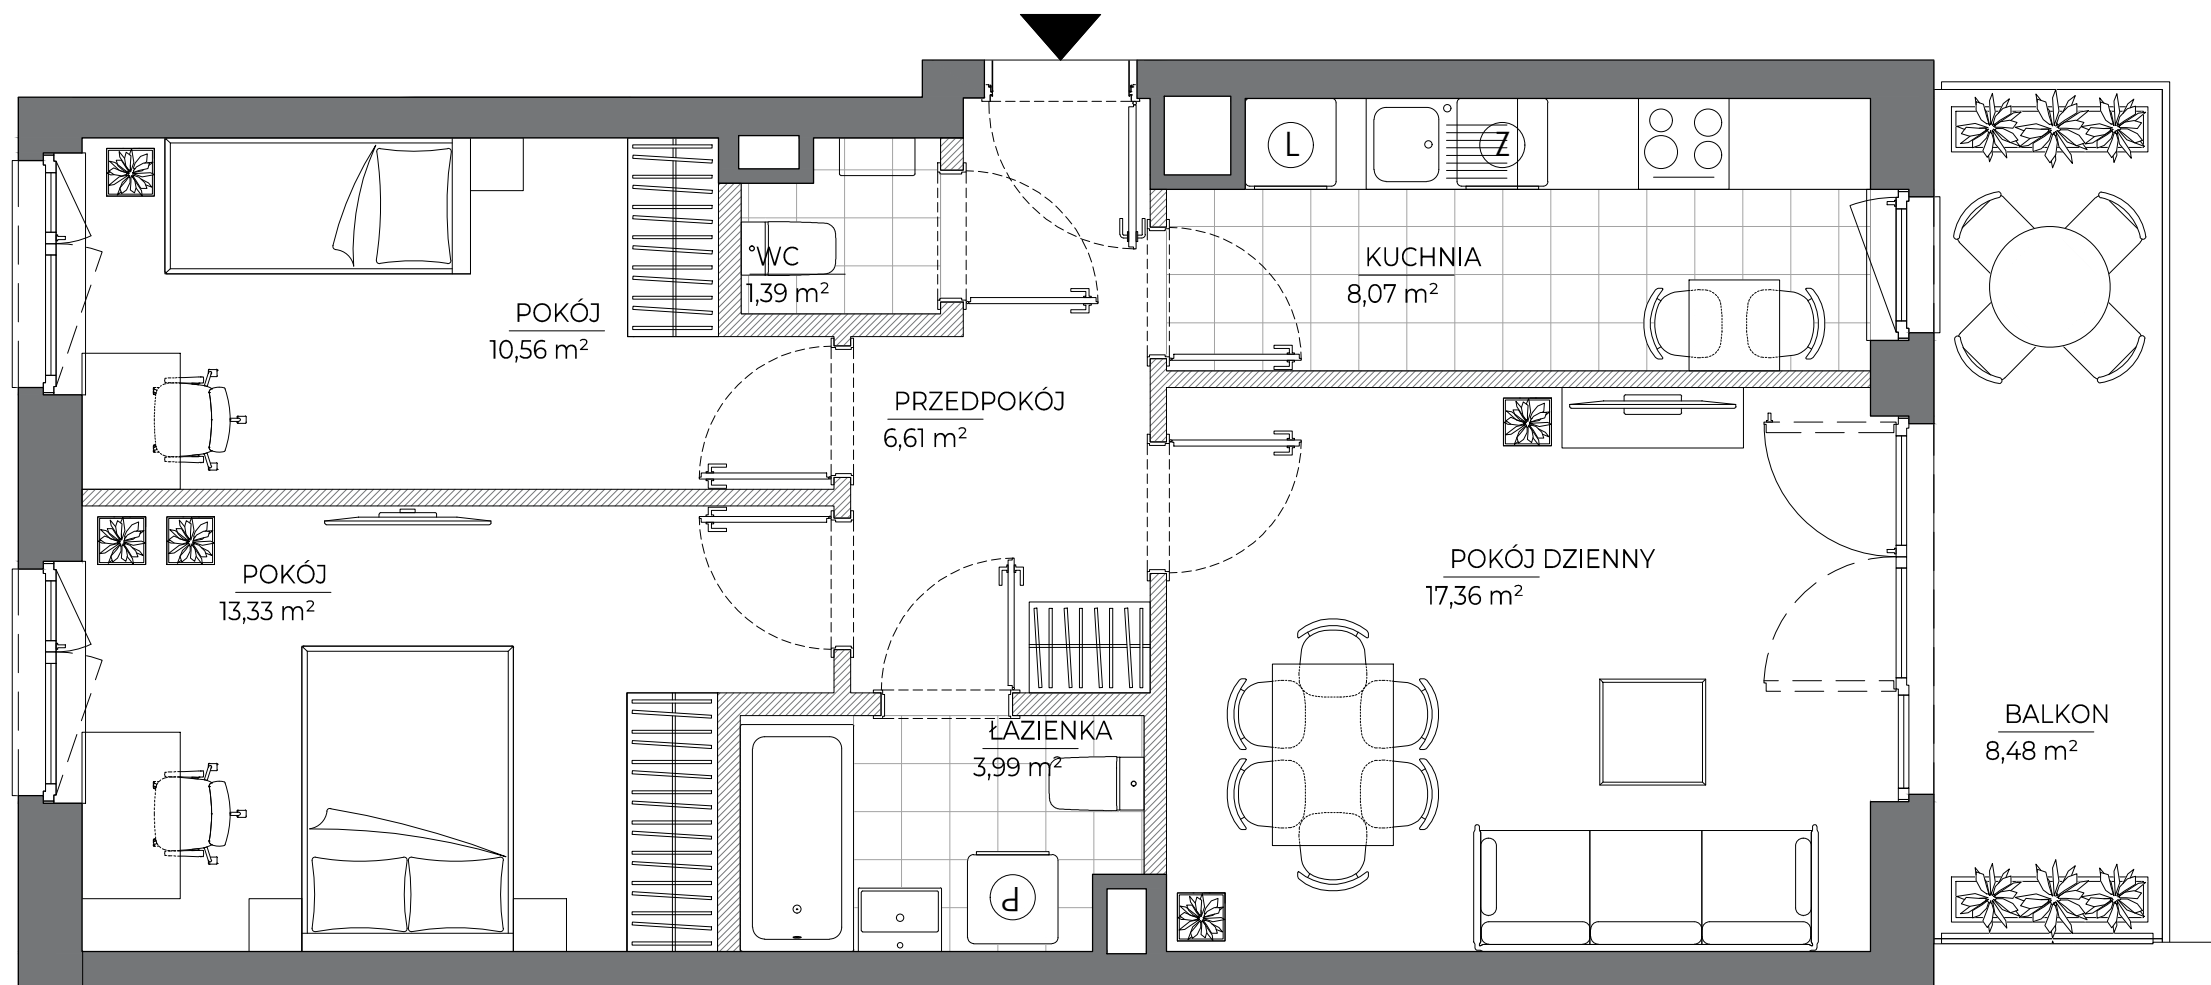 L
Z
WC
1,39 m²
KUCHNIA
8,07 m²
POKÓJ
10,56 m²
PRZEDPOKÓJ
6,61 m²
POKÓJ
13,33 m²
POKÓJ DZIENNY
17,36 m²
ŁAZIENKA
3,99 m²
BALKON
8,48 m²
P